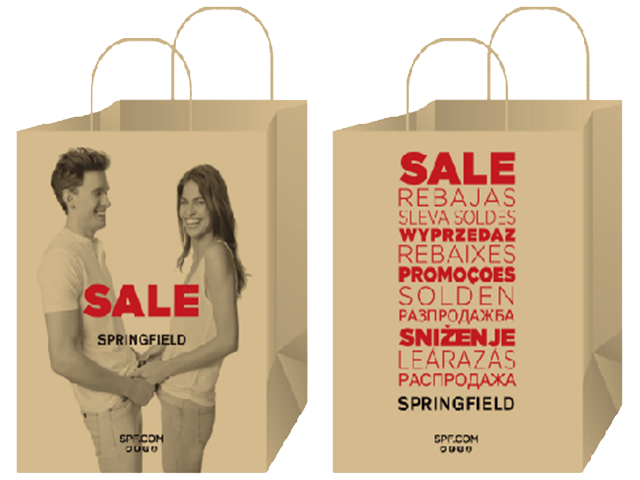 SALE
SPRINGFIELD
SPF.COM
SALE
REBAJAS
SLEVA SOLDES
WYPRZEDAZ
REBAIXES
PROMOÇOES
SOLDEN
РАЗПРОДАЖБА
SNIŽENJE
LEÁRAZÁS
РАСПРОДАЖА
SPRINGFIELD
SPF.COM